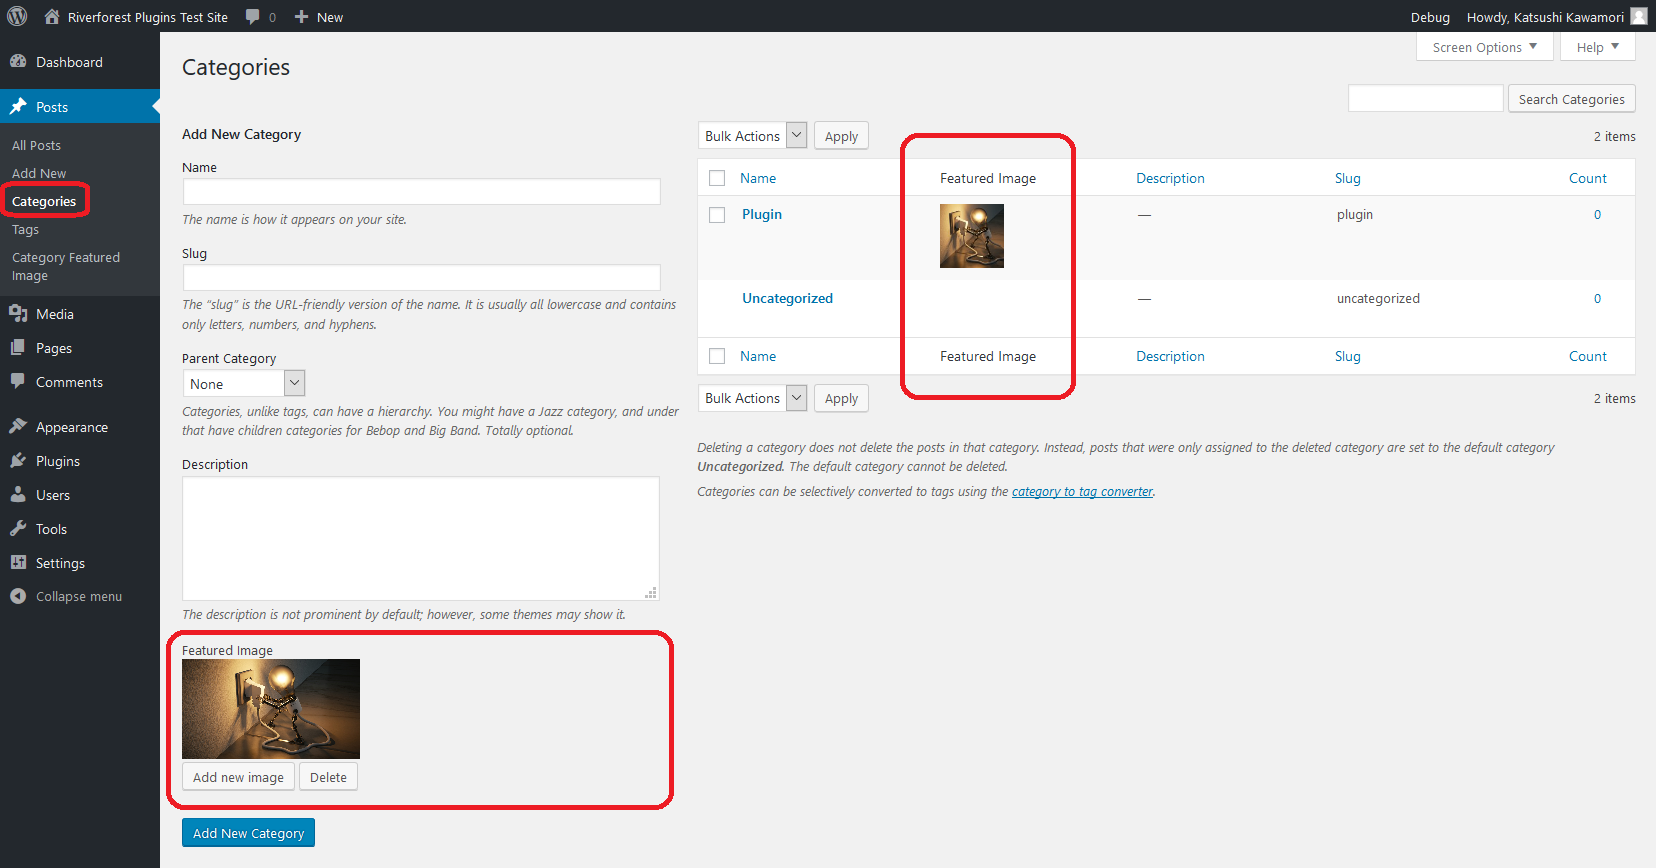 Riverforest Plugins Test Site
0
New
Debug
Howdy, Katsushi Kawamori
Dashboard
Posts
All Posts
Add New
Categories
Tags
Category Featured
Image
Media
Pages
Comments
Appearance
Plugins
Users
Tools
Settings
Collapse menu
Screen Options
Help
Categories
Search Categories
Add New Category
Name
The name is how it appears on your site.
Slug
The “slug” is the URL-friendly version of the name. It is usually all lowercase and contains
only letters, numbers, and hyphens.
Parent Category
None
Categories, unlike tags, can have a hierarchy. You might have a Jazz category, and under
that have children categories for Bebop and Big Band. Totally optional.
Description
The description is not prominent by default; however, some themes may show it.
Featured Image
Add new image
Delete
Add New Category
Bulk Actions
Apply
2 items
Name
Featured Image
Description
Slug
Count
Plugin
—
plugin
0
Uncategorized
—
uncategorized
0
Name
Featured Image
Description
Slug
Count
Bulk Actions
Apply
2 items
Deleting a category does not delete the posts in that category. Instead, posts that were only assigned to the deleted category are set to the default category
Uncategorized. The default category cannot be deleted.
Categories can be selectively converted to tags using the category to tag converter.